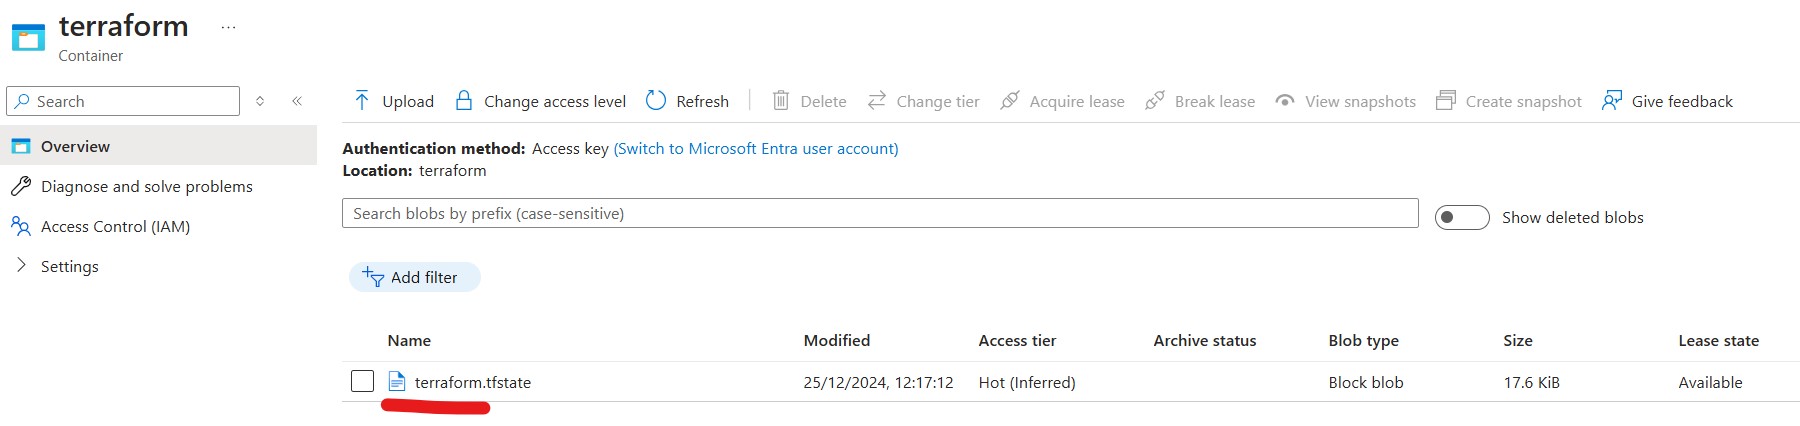 terraform ...
Container
Search
Upload Change access level Refresh Delete Change tier Acquire lease Break lease View snapshots Create snapshot Give feedback
Overview
Diagnose and solve problems
Access Control (IAM)
Settings
Authentication method: Access key (Switch to Microsoft Entra user account)
Location: terraform
Search blobs by prefix (case-sensitive)
Show deleted blobs
Add filter
Name Modified Access tier Archive status Blob type Size Lease state
terraform.tfstate 25/12/2024, 12:17:12 Hot (Inferred) Block blob 17.6 KiB Available